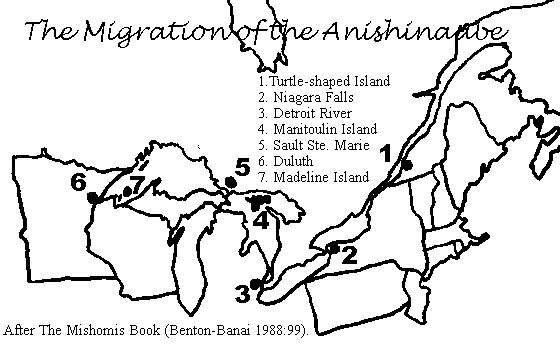 The Migration of the Anishinaabe
1.Turtle-shaped Island
2. Niagara Falls
3. Detroit River
4. Manitoulin Island
5. Sault Ste. Marie
6. Duluth
7. Madeline Island
1
5
6
7
4
2
3
After The Mishomis Book (Benton-Banai 1988:99).